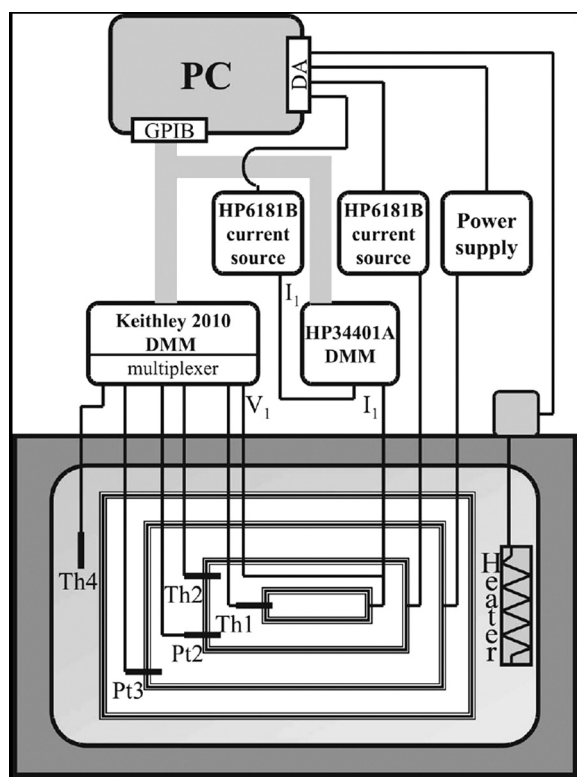 PC
DA
GPIB
HP6181B
current
source
HP6181B
current
source
Power
supply
I1
Keithley 2010
DMM
multiplexer
HP34401A
DMM
V1
I1
Th4
Th2
Th1
Pt2
Pt3
Heater